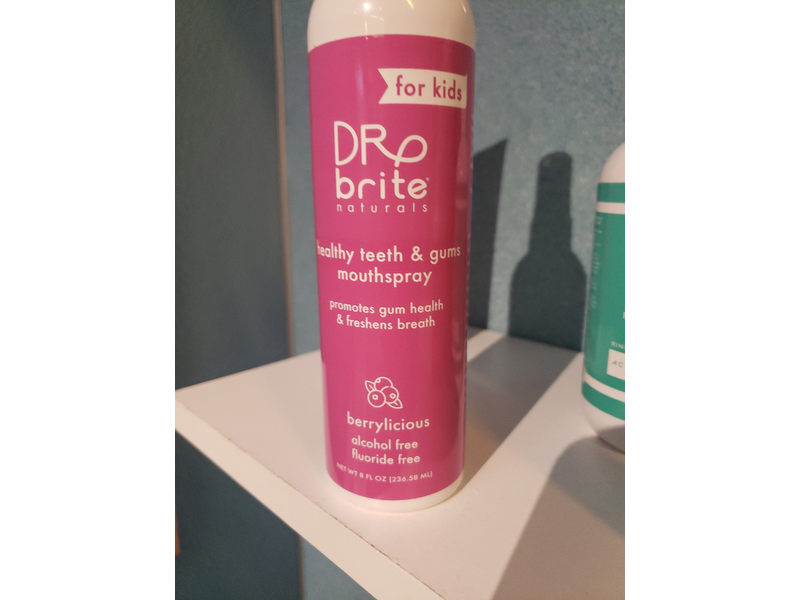 for kids
DR
brite
naturals
healthy teeth & gums
mouthspray
promotes gum health
& freshens breath
berrylicious
alcohol free
fluoride free
NET WT 8 FL OZ (236.58 ML)